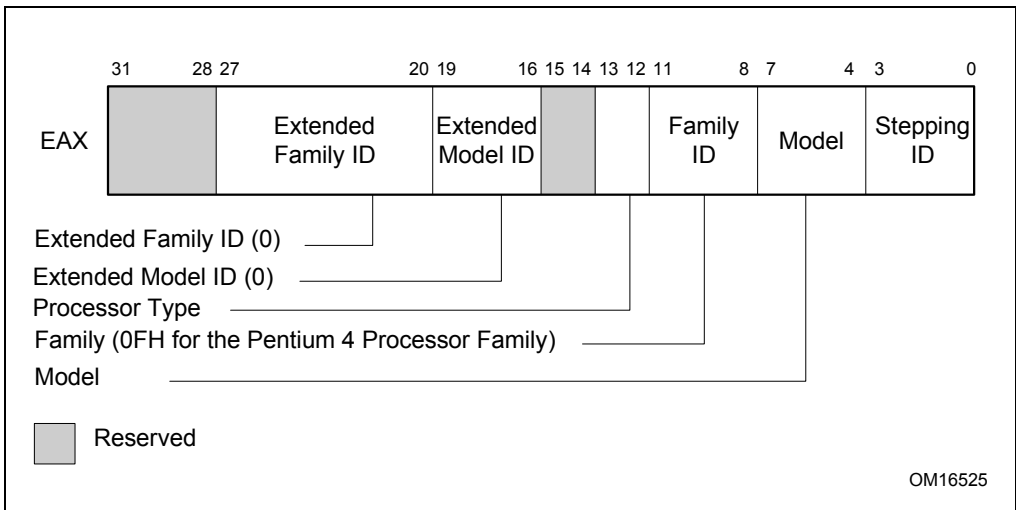 31 28 27 20 19 16 15 14 13 12 11 8 7 4 3 0
EAX
Extended
Family ID
Extended
Model ID
Family
ID
Model
Stepping
ID
Extended Family ID (0)
Extended Model ID (0)
Processor Type
Family (0FH for the Pentium 4 Processor Family)
Model
Reserved
OM16525